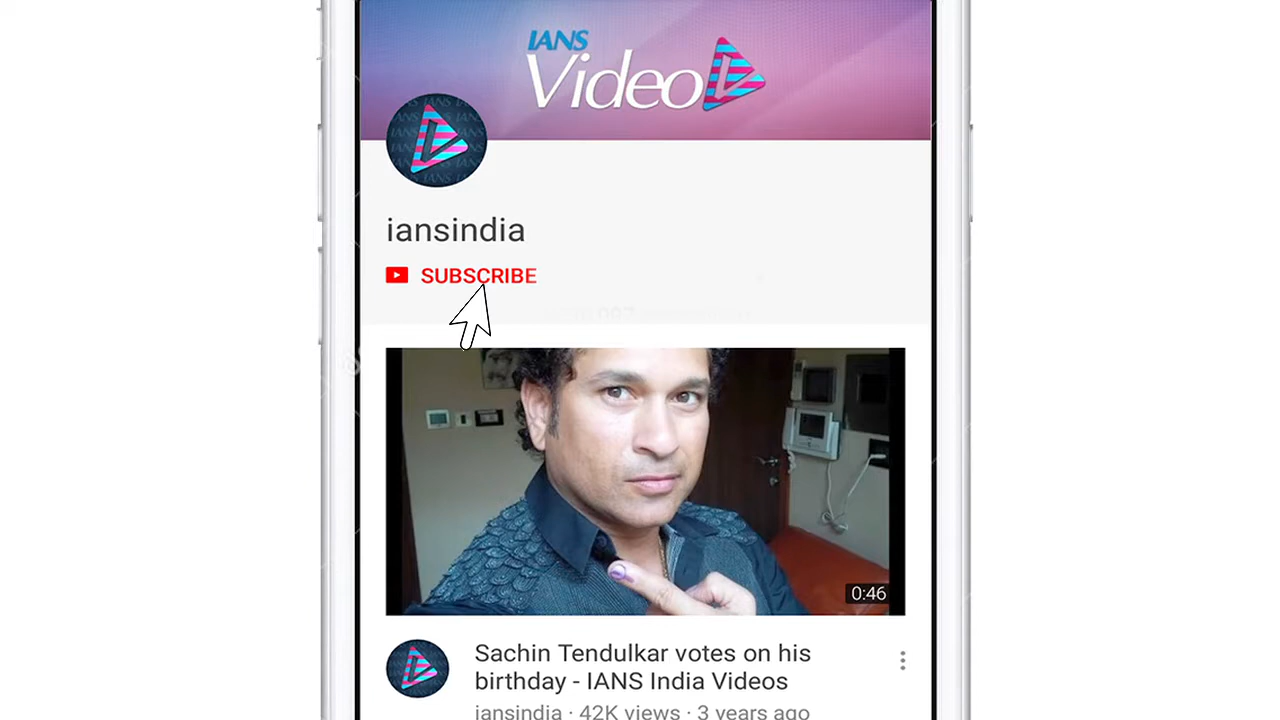 IANS
Video
iansindia
SUBSCRIBE
0:46
Sachin Tendulkar votes on his
birthday - IANS India Videos
iansindia · 42K views · 3 years ago